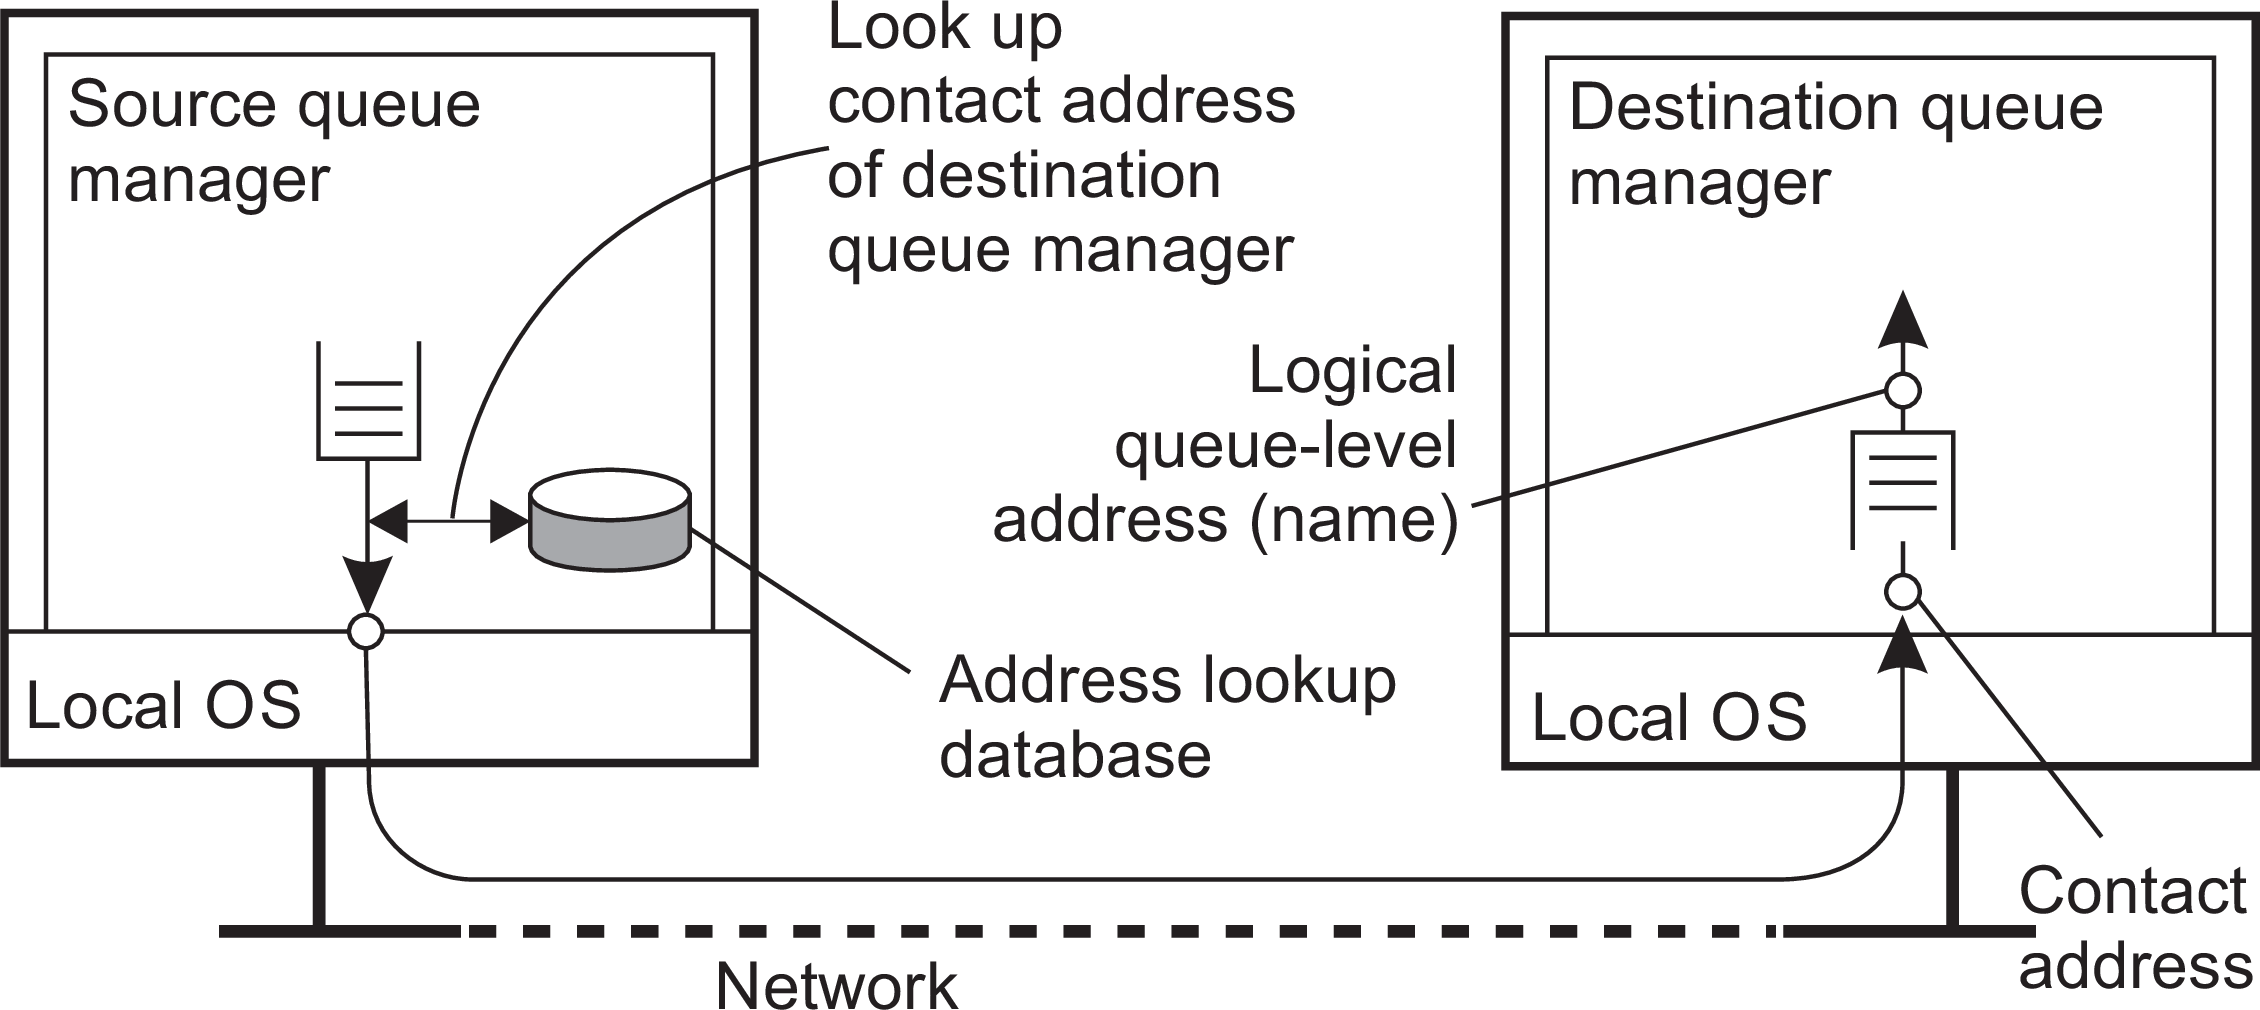 Source queue
manager
Look up
contact address
of destination
queue manager
Destination queue
manager
Logical
queue-level
address (name)
Address lookup
database
Local OS
Local OS
Contact
address
Network